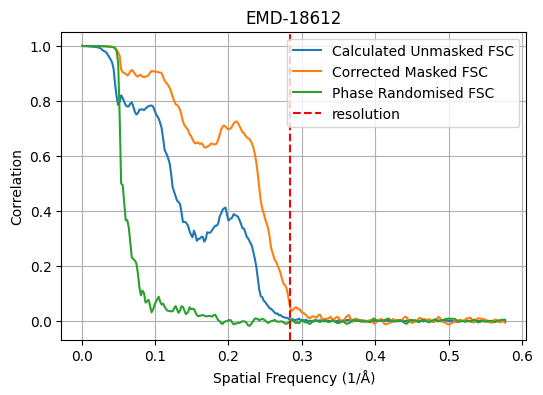 EMD-18612
Calculated Unmasked FSC
Corrected Masked FSC
Phase Randomised FSC
resolution
Correlation
1.0
0.8
0.6
0.4
0.2
0.0
0.0 0.1 0.2 0.3 0.4 0.5 0.6
Spatial Frequency (1/Å)